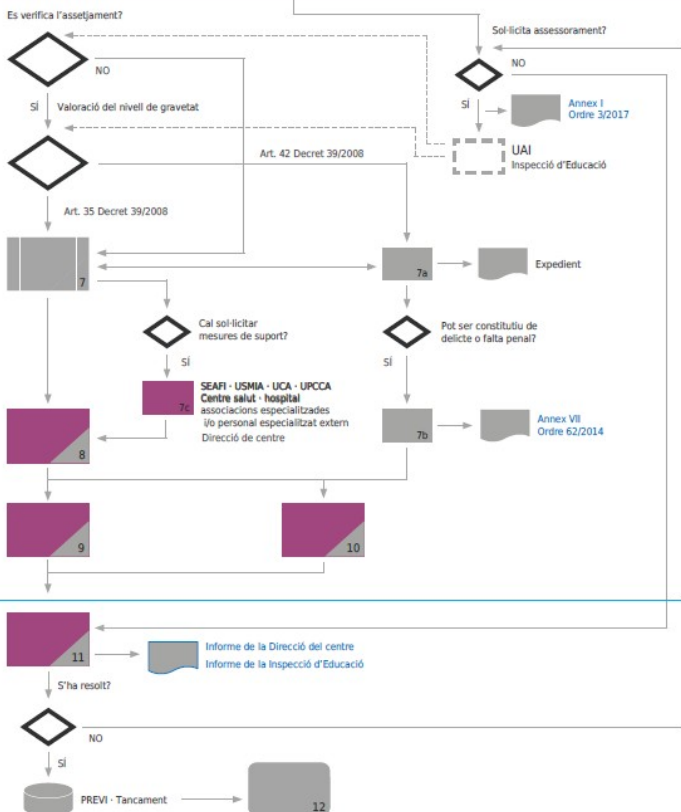 Es verifica l'assetjament?
Sol·licita assessorament?
NO
NO
SÍ
Valoració del nivell de gravetat
SÍ
Annex I
Ordre 3/2017
UAI
Inspecció d'Educació
Art. 42 Decret 39/2008
Art. 35 Decret 39/2008
7
7a
Expedient
Cal sol·licitar
mesures de suport?
Pot ser constitutiu de
delicte o falta penal?
SÍ
SÍ
SEAFI · USMIA · UCA · UPCCA
Centre salut · hospital
associacions especialitzades
i/o personal especialitzat extern
Direcció de centre
7c
7b
Annex VII
Ordre 62/2014
8
9
10
11
Informe de la Direcció del centre
Informe de la Inspecció d'Educació
S'ha resolt?
NO
SÍ
PREVI · Tancament
12